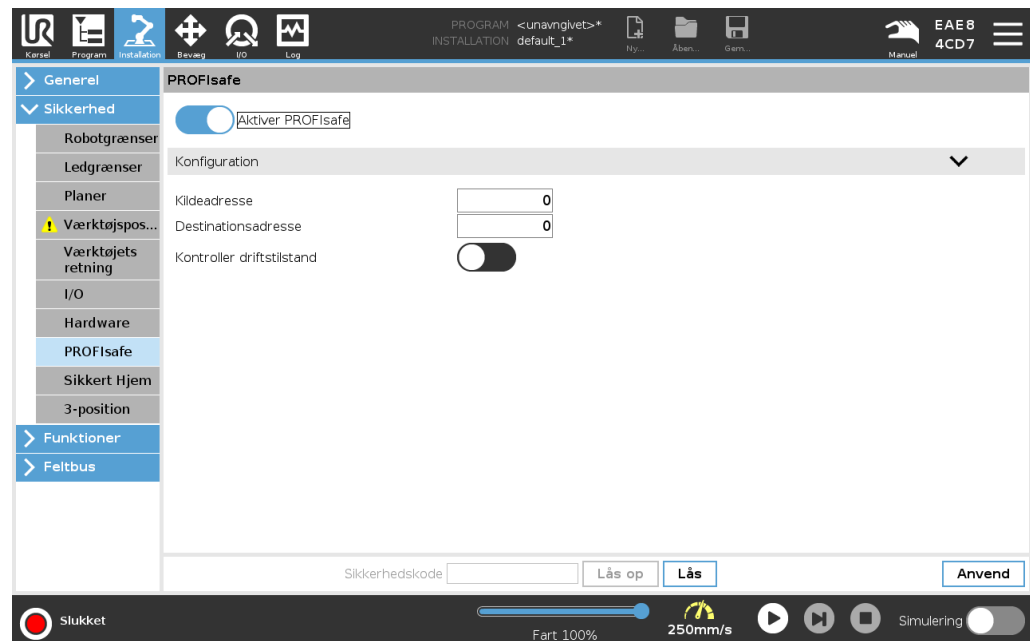 UR
PROGRAM <unavngivet>*
INSTALLATION default_1*
Kørsel Program Installation Bevæg I/O Log
Ny... Åben... Gem...
Manuel
EAE8
4CD7
Generel
Sikkerhed
Robotgrænser
Ledgrænser
Planer
Værktøjspos...
Værktøjets
retning
I/O
Hardware
PROFIsafe
Sikkert Hjem
3-position
Funktioner
Feltbus
PROFIsafe
Aktiver PROFIsafe
Konfiguration
Kildeadresse 0
Destinationsadresse 0
Kontroller driftstilstand
Sikkerhedskode Lås op Lås Anvend
Slukket
Fart 100%
250mm/s
Simulering